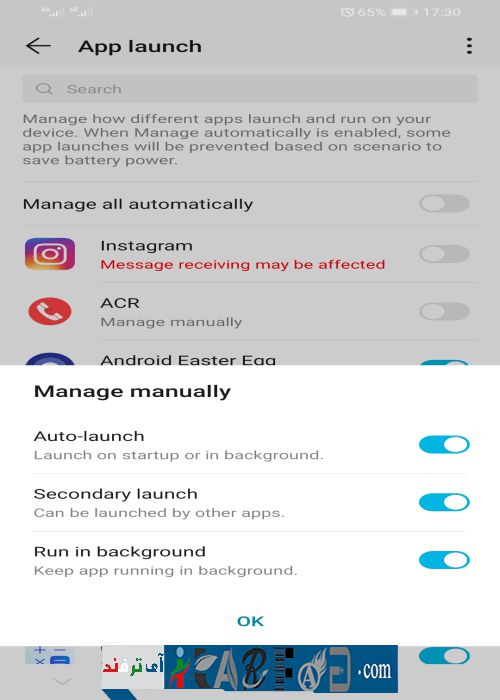 65% 17:30
App launch
Search
Manage how different apps launch and run on your
device. When Manage automatically is enabled, some
app launches will be prevented based on scenario to
save battery power.
Manage all automatically
Instagram
Message receiving may be affected
ACR
Manage manually
Android Easter Egg
Manage manually
Auto-launch
Launch on startup or in background.
Secondary launch
Can be launched by other apps.
Run in background
Keep app running in background.
OK
آی ترفند
.com